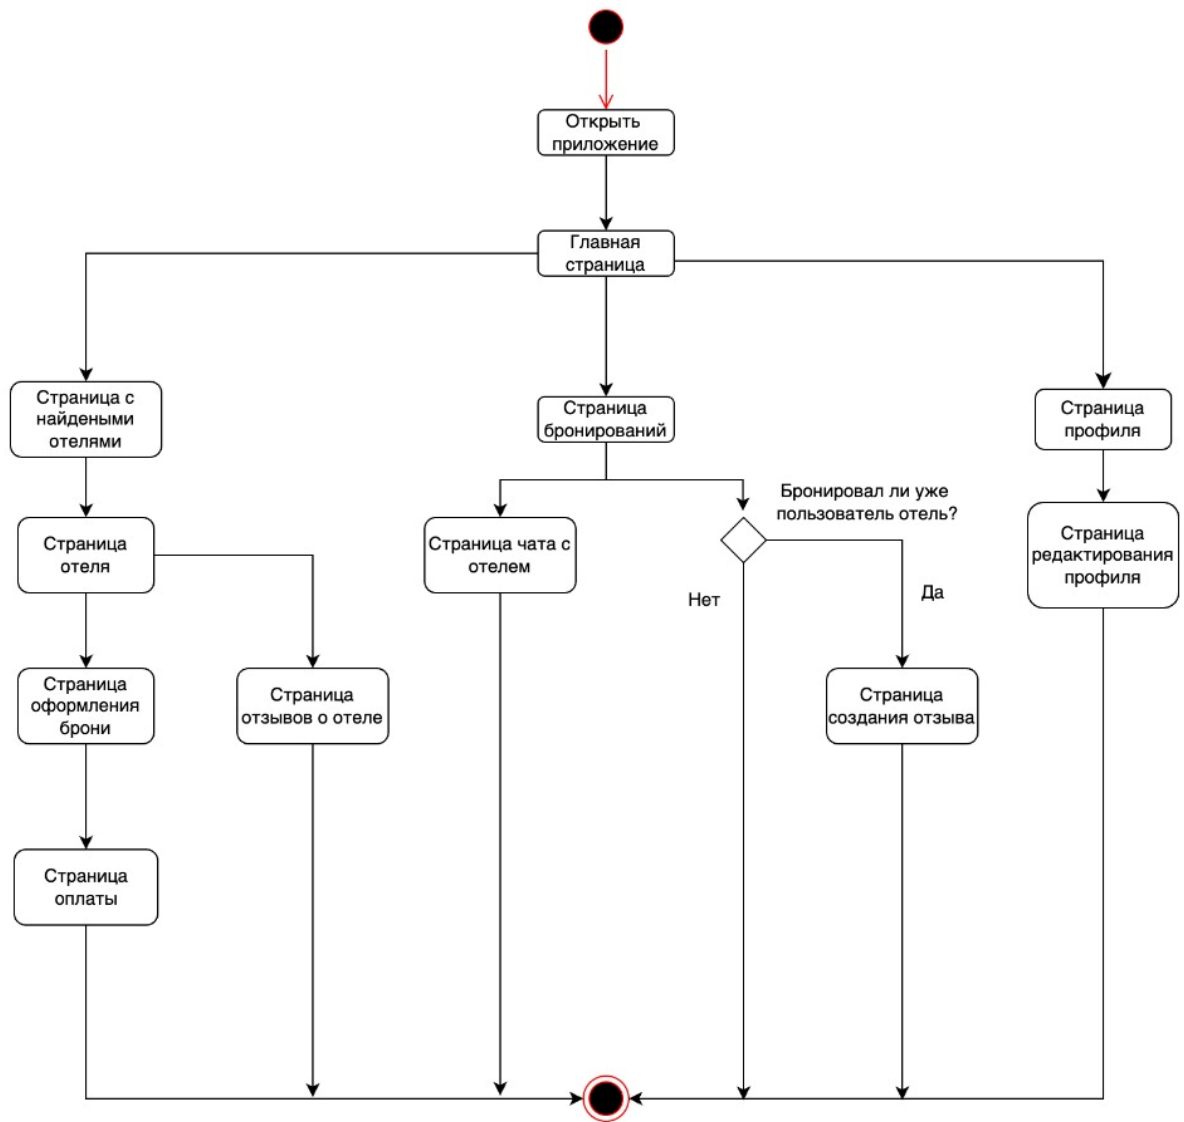 Открыть
приложение
Главная
страница
Страница с
найдеными
отелями
Страница
бронирований
Страница
профиля
Страница
отеля
Страница чата с
отелем
Бронировал ли уже
пользователь отель?
Нет
Да
Страница
редактирования
профиля
Страница
оформления
брони
Страница
отзывов о отеле
Страница
создания отзыва
Страница
оплаты